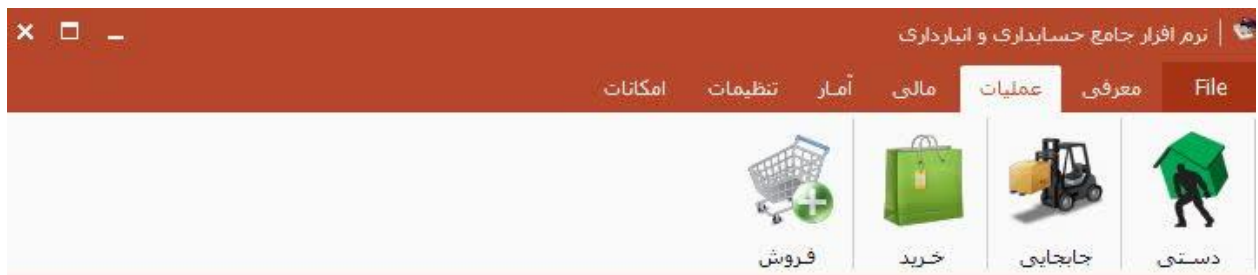 نرم افزار جامع حسابداری و انبارداری
File معرفی عملیات مالی آمار تنظیمات امکانات
دستی جابجایی خرید فروش